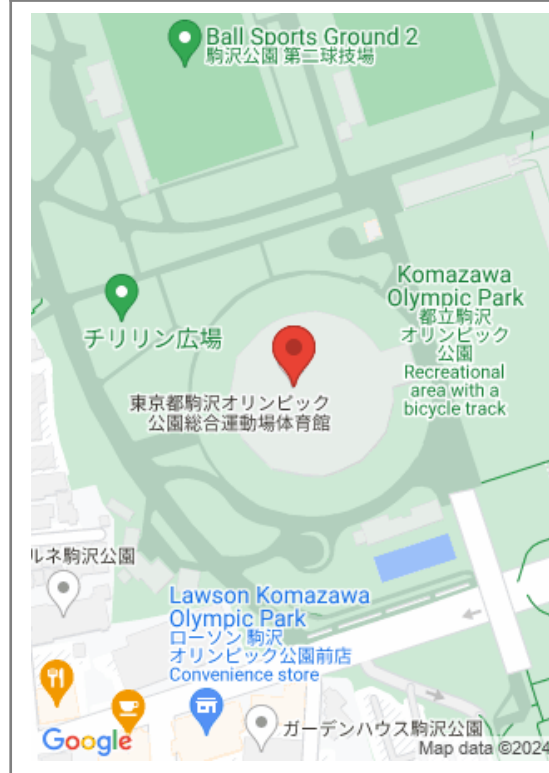 Ball Sports Ground 2
駒沢公園 第二球技場
Komazawa
Olympic Park
都立駒沢
オリンピック
公園
Recreational
area with a
bicycle track
チリリン広場
東京都駒沢オリンピック
公園総合運動場体育館
ルネ駒沢公園
Lawson Komazawa
Olympic Park
ローソン 駒沢
オリンピック公園前店
Convenience store
ガーデンハウス駒沢公園
Google
Map data ©2024